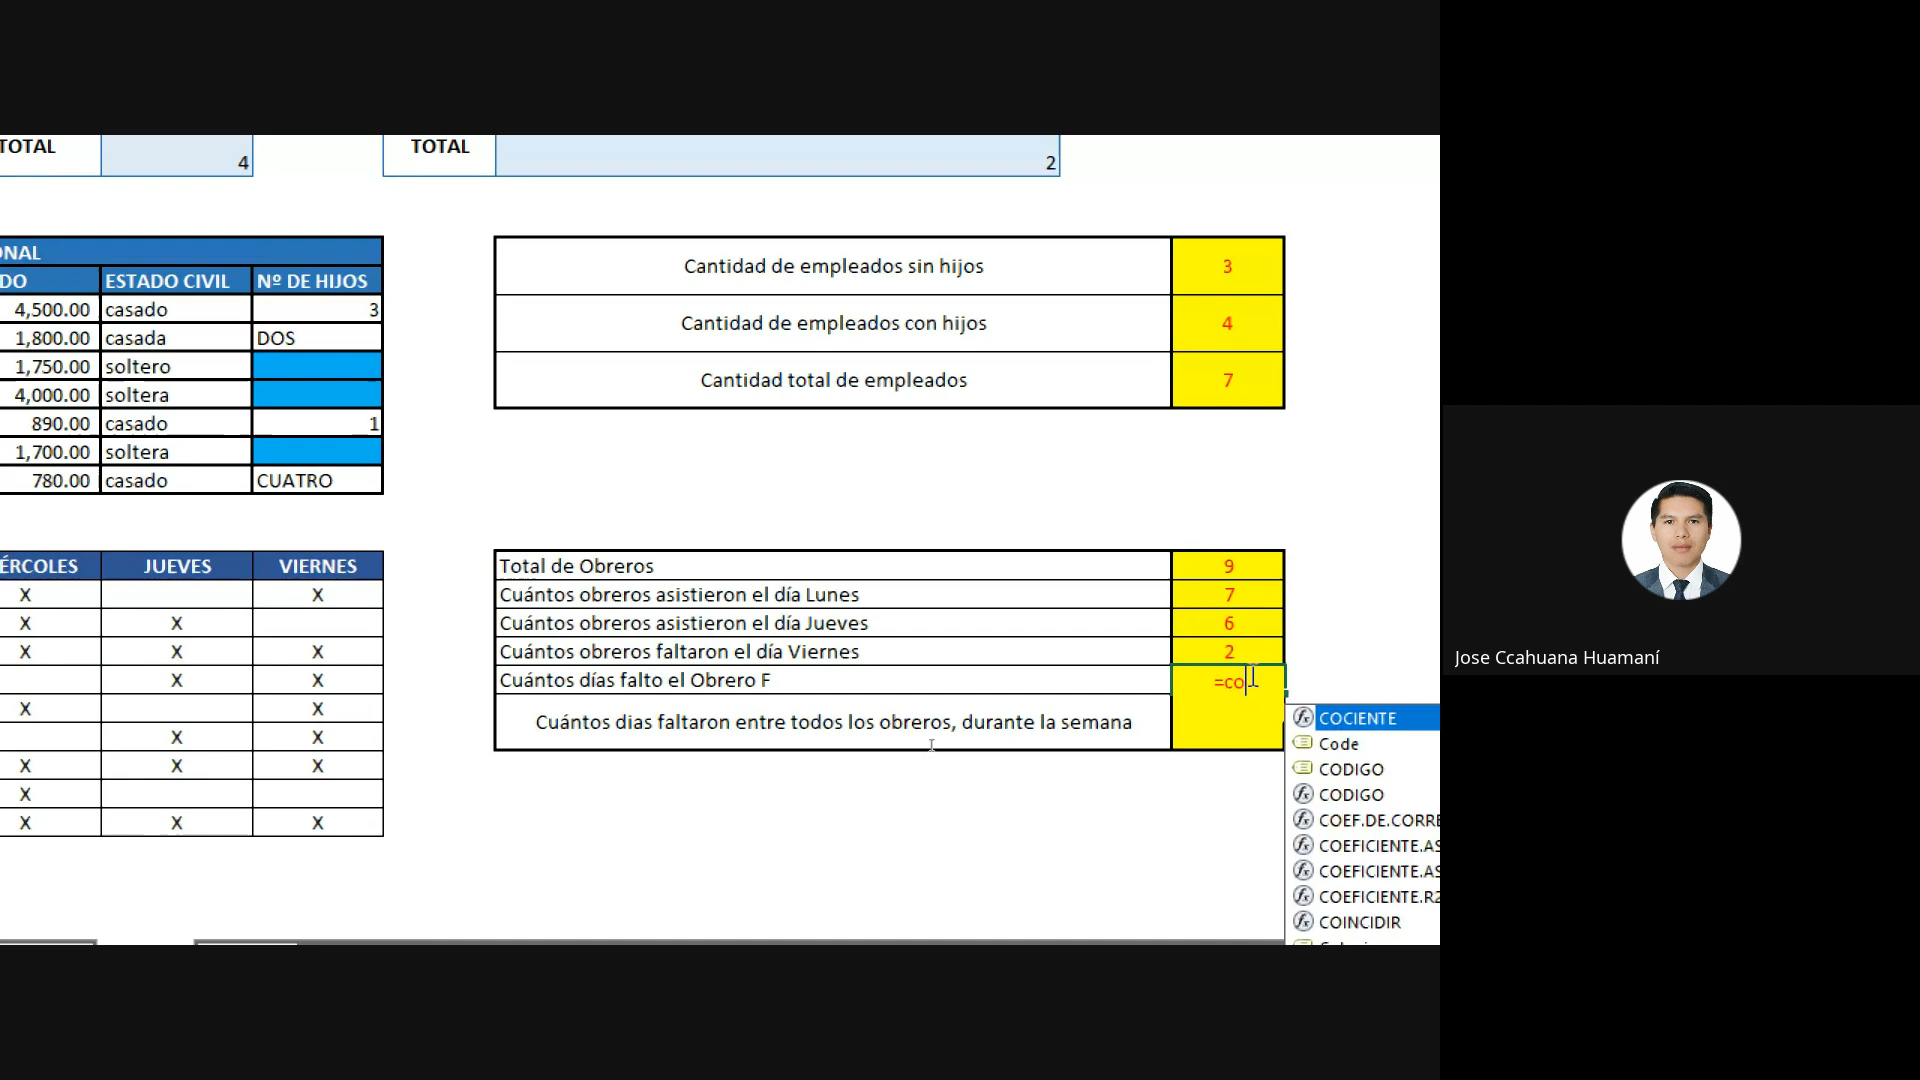 TOTAL 4 TOTAL 2
Cantidad de empleados sin hijos 3
Cantidad de empleados con hijos 4
Cantidad total de empleados 7
ONAL
DO ESTADO CIVIL Nº DE HIJOS
4,500.00 casado 3
1,800.00 casada DOS
1,750.00 soltero
4,000.00 soltera
890.00 casado 1
1,700.00 soltera
780.00 casado CUATRO
ÉRCOLES JUEVES VIERNES
X X
X X
X X X
X X
X X
X X
X X X
X
X X X
Total de Obreros 9
Cuántos obreros asistieron el día Lunes 7
Cuántos obreros asistieron el día Jueves 6
Cuántos obreros faltaron el día Viernes 2
Cuántos días falto el Obrero F =co
Cuántos dias faltaron entre todos los obreros, durante la semana
COCIENTE
Code
CODIGO
CODIGO
COEF.DE.CORRE
COEFICIENTE.AS
COEFICIENTE.AS
COEFICIENTE.R2
COINCIDIR
Jose Ccahuana Huamaní